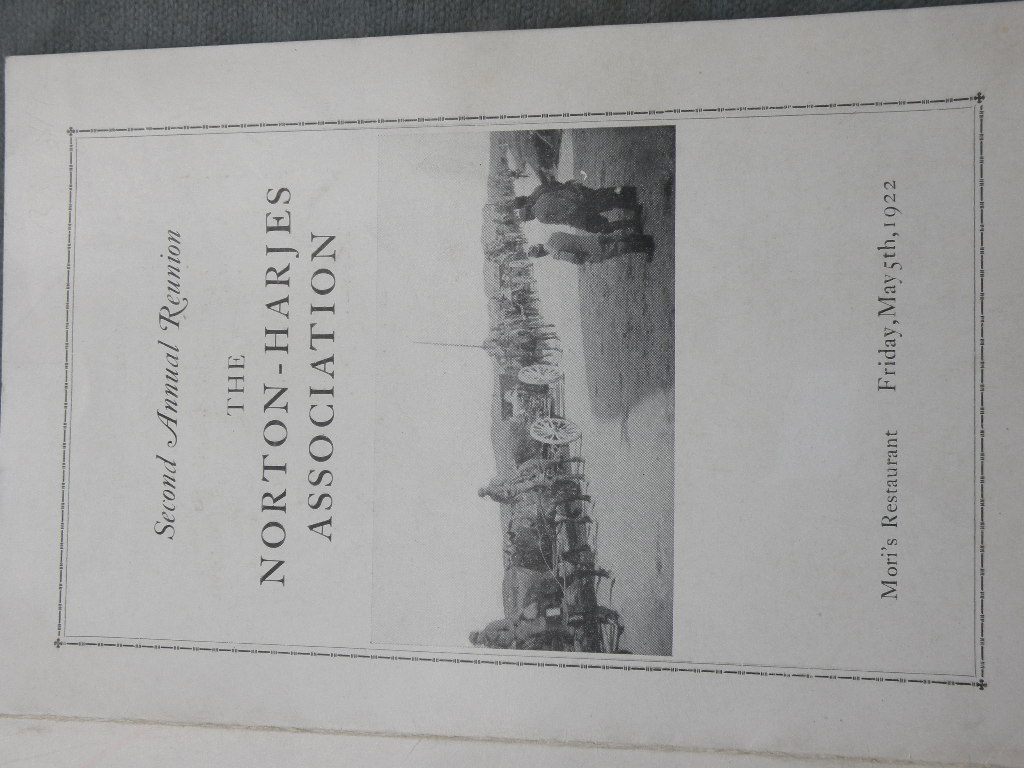 Second Annual Reunion
THE
NORTON-HARJES
ASSOCIATION
Mori's Restaurant Friday, May 5th, 1922